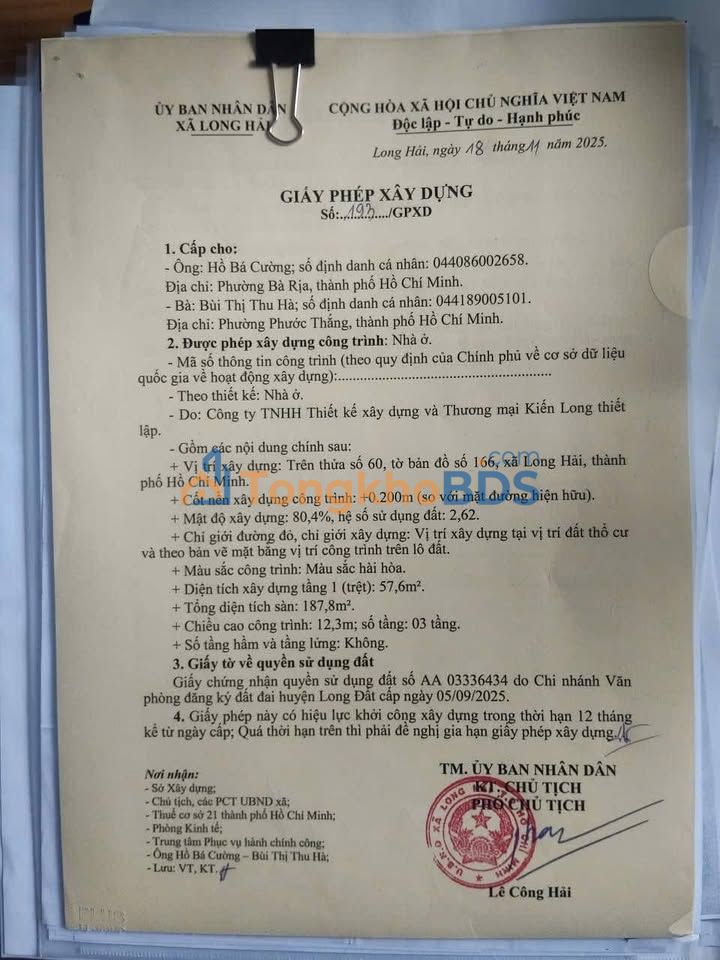 ỦY BAN NHÂN DÂN
XÃ LONG HẢI
CỘNG HÒA XÃ HỘI CHỦ NGHĨA VIỆT NAM
Độc lập - Tự do - Hạnh phúc
Long Hải, ngày 18 tháng 11 năm 2025.
GIẤY PHÉP XÂY DỰNG
Số:...193..../GPXD
1. Cấp cho:
- Ông: Hồ Bá Cường; số định danh cá nhân: 044086002658.
Địa chỉ: Phường Bà Rịa, thành phố Hồ Chí Minh.
- Bà: Bùi Thị Thu Hà; số định danh cá nhân: 044189005101.
Địa chỉ: Phường Phước Thắng, thành phố Hồ Chí Minh.
2. Được phép xây dựng công trình: Nhà ở.
- Mã số thông tin công trình (theo quy định của Chính phủ về cơ sở dữ liệu
quốc gia về hoạt động xây dựng):......................................................
- Theo thiết kế: Nhà ở.
- Do: Công ty TNHH Thiết kế xây dựng và Thương mại Kiến Long thiết
lập.
- Gồm các nội dung chính sau:
+ Vị trí xây dựng: Trên thửa số 60, tờ bản đồ số 166, xã Long Hải, thành
phố Hồ Chí Minh.
TongkhoBDS.com
+ Cốt nền xây dựng công trình: +0.200m (so với mặt đường hiện hữu).
+ Mật độ xây dựng: 80,4%, hệ số sử dụng đất: 2,62.
+ Chỉ giới đường đỏ, chỉ giới xây dựng: Vị trí xây dựng tại vị trí đất thổ cư
và theo bản vẽ mặt bằng vị trí công trình trên lô đất.
+ Màu sắc công trình: Màu sắc hài hòa.
+ Diện tích xây dựng tầng 1 (trệt): 57,6m².
+ Tổng diện tích sàn: 187,8m².
+ Chiều cao công trình: 12,3m; số tầng: 03 tầng.
+ Số tầng hầm và tầng lửng: Không.
3. Giấy tờ về quyền sử dụng đất
Giấy chứng nhận quyền sử dụng đất số AA 03336434 do Chi nhánh Văn
phòng đăng ký đất đai huyện Long Đất cấp ngày 05/09/2025.
4. Giấy phép này có hiệu lực khởi công xây dựng trong thời hạn 12 tháng
kể từ ngày cấp; Quá thời hạn trên thì phải đề nghị gia hạn giấy phép xây dựng.
Nơi nhận:
- Sở Xây dựng;
- Chủ tịch, các PCT UBND xã;
- Thuế cơ sở 21 thành phố Hồ Chí Minh;
- Phòng Kinh tế;
- Trung tâm Phục vụ hành chính công;
- Ông Hồ Bá Cường – Bùi Thị Thu Hà;
- Lưu: VT, KT.
TM. ỦY BAN NHÂN DÂN
KT. CHỦ TỊCH
PHÓ CHỦ TỊCH
Lê Công Hải